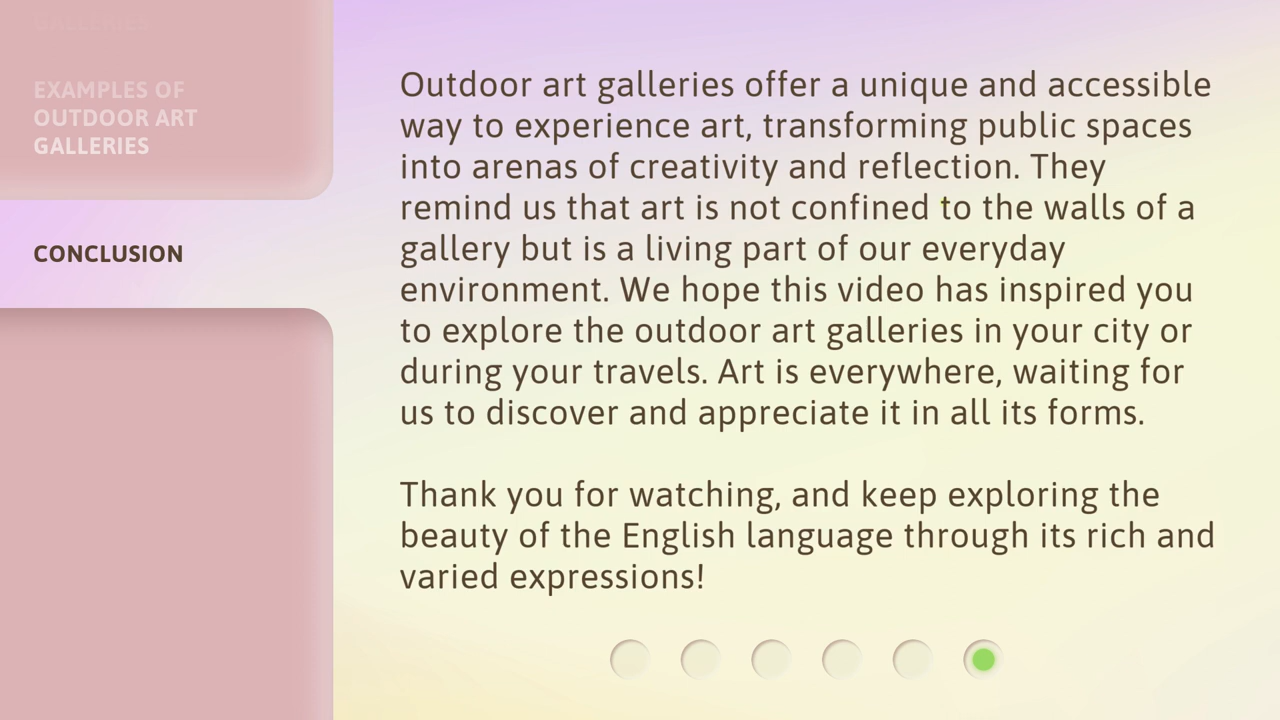 GALLERIES
EXAMPLES OF
OUTDOOR ART
GALLERIES
CONCLUSION
Outdoor art galleries offer a unique and accessible
way to experience art, transforming public spaces
into arenas of creativity and reflection. They
remind us that art is not confined to the walls of a
gallery but is a living part of our everyday
environment. We hope this video has inspired you
to explore the outdoor art galleries in your city or
during your travels. Art is everywhere, waiting for
us to discover and appreciate it in all its forms.
Thank you for watching, and keep exploring the
beauty of the English language through its rich and
varied expressions!